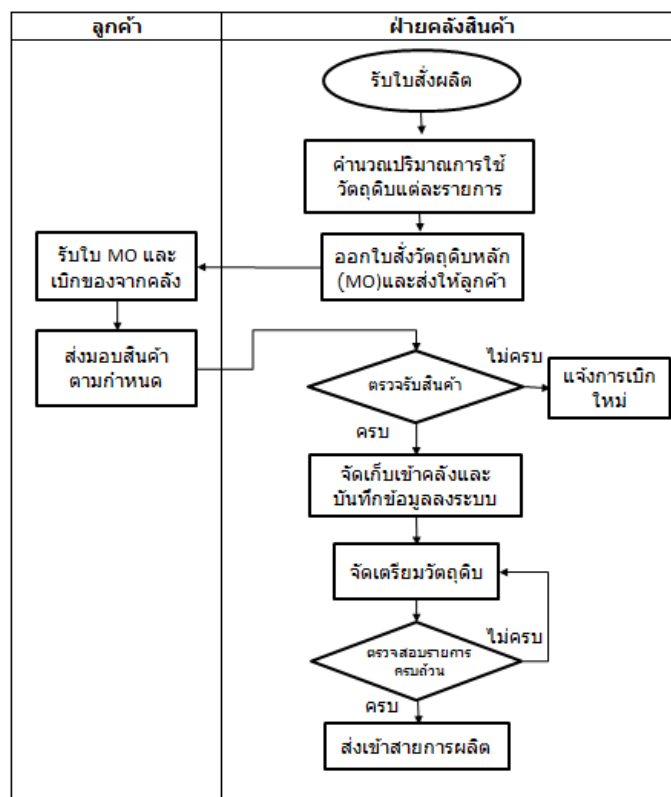 ลูกค้า
ฝ่ายคลังสินค้า
รับใบสั่งผลิต
คำนวณปริมาณการใช้
วัตถุดิบแต่ละรายการ
รับใบ MO และ
เบิกของจากคลัง
ออกใบสั่งวัตถุดิบหลัก
(MO)และส่งให้ลูกค้า
ส่งมอบสินค้า
ตามกำหนด
ตรวจรับสินค้า
ไม่ครบ
แจ้งการเบิก
ใหม่
ครบ
จัดเก็บเข้าคลังและ
บันทึกข้อมูลลงระบบ
จัดเตรียมวัตถุดิบ
ตรวจสอบรายการ
ครบถ้วน
ไม่ครบ
ครบ
ส่งเข้าสายการผลิต